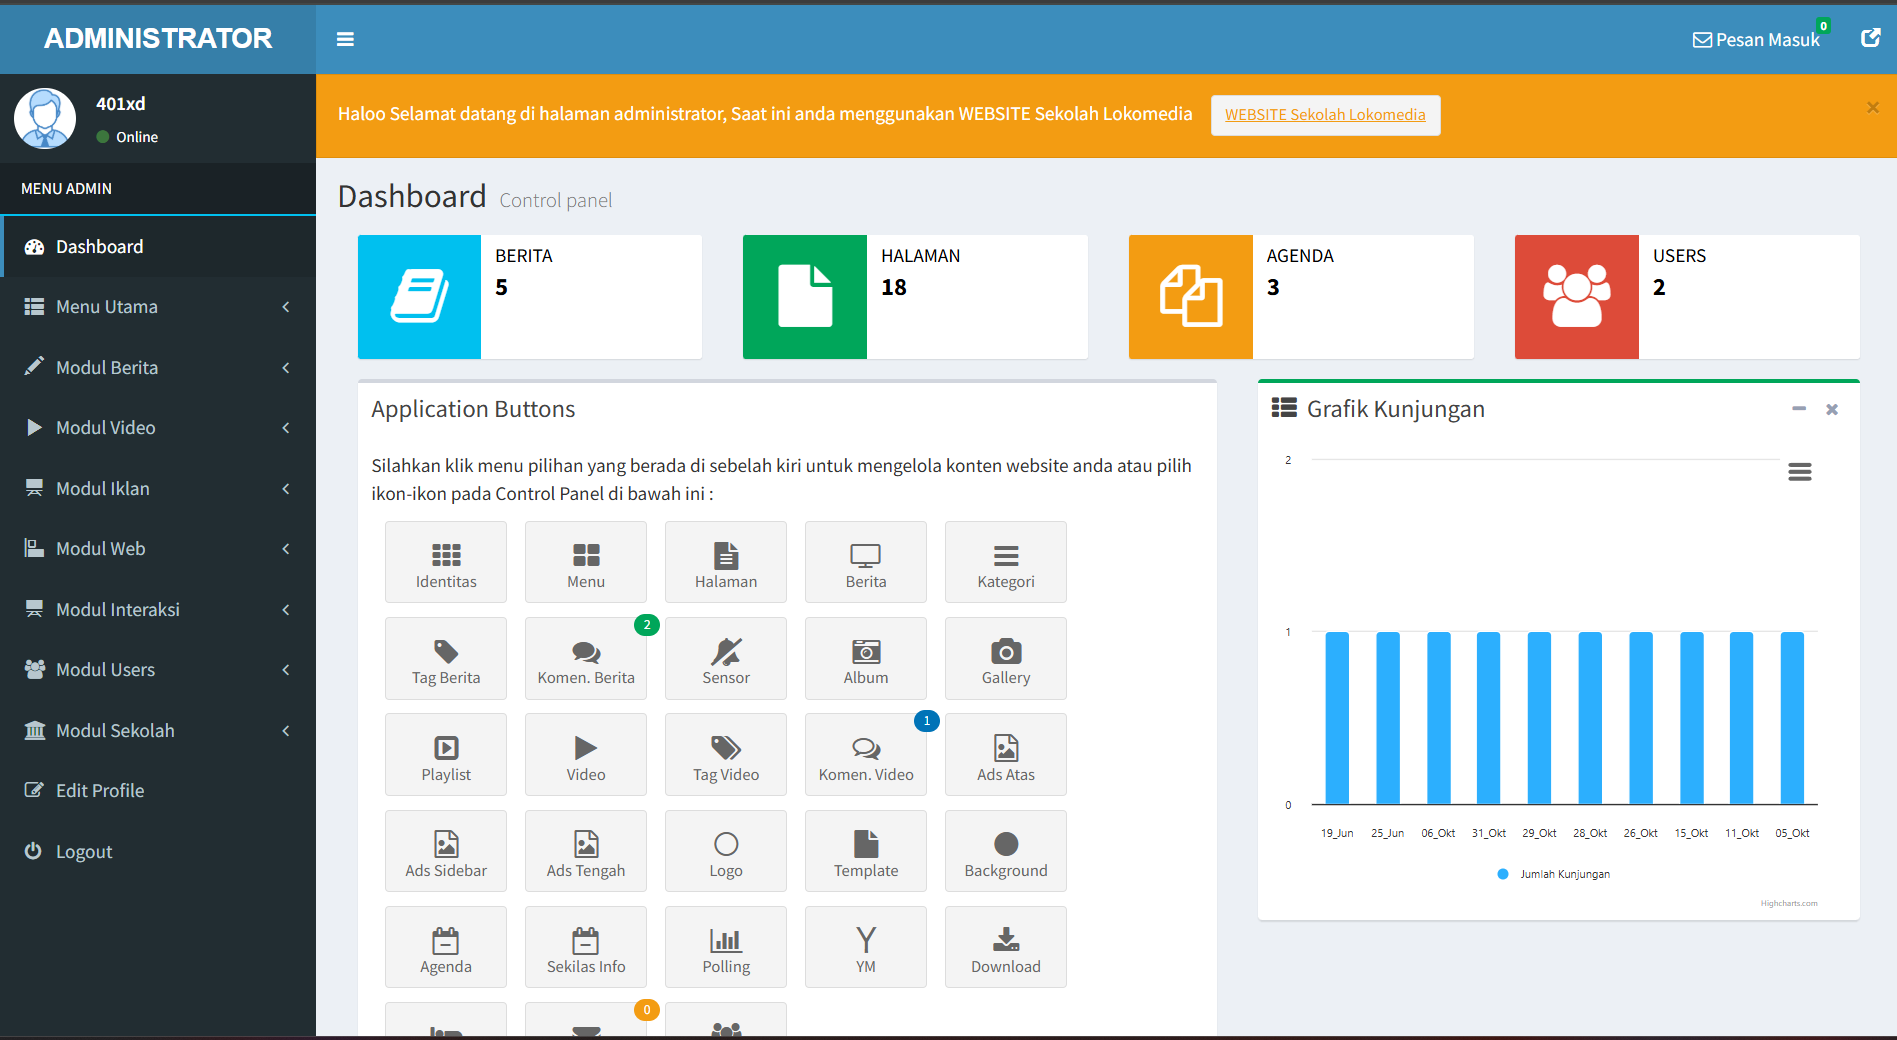 ADMINISTRATOR
Pesan Masuk
0
401xd
Online
MENU ADMIN
Dashboard
Menu Utama
Modul Berita
Modul Video
Modul Iklan
Modul Web
Modul Interaksi
Modul Users
Modul Sekolah
Edit Profile
Logout
Haloo Selamat datang di halaman administrator, Saat ini anda menggunakan WEBSITE Sekolah Lokomedia
WEBSITE Sekolah Lokomedia
×
Dashboard Control panel
BERITA
5
HALAMAN
18
AGENDA
3
USERS
2
Application Buttons
Silahkan klik menu pilihan yang berada di sebelah kiri untuk mengelola konten website anda atau pilih
ikon-ikon pada Control Panel di bawah ini :
Identitas
Menu
Halaman
Berita
Kategori
Tag Berita
2
Komen. Berita
Sensor
Album
Gallery
Playlist
Video
Tag Video
1
Komen. Video
Ads Atas
Ads Sidebar
Ads Tengah
Logo
Template
Background
Agenda
Sekilas Info
Polling
YM
Download
0
Grafik Kunjungan
2
1
0
19_Jun 25_Jun 06_Okt 31_Okt 29_Okt 28_Okt 26_Okt 15_Okt 11_Okt 05_Okt
Jumlah Kunjungan
Highcharts.com